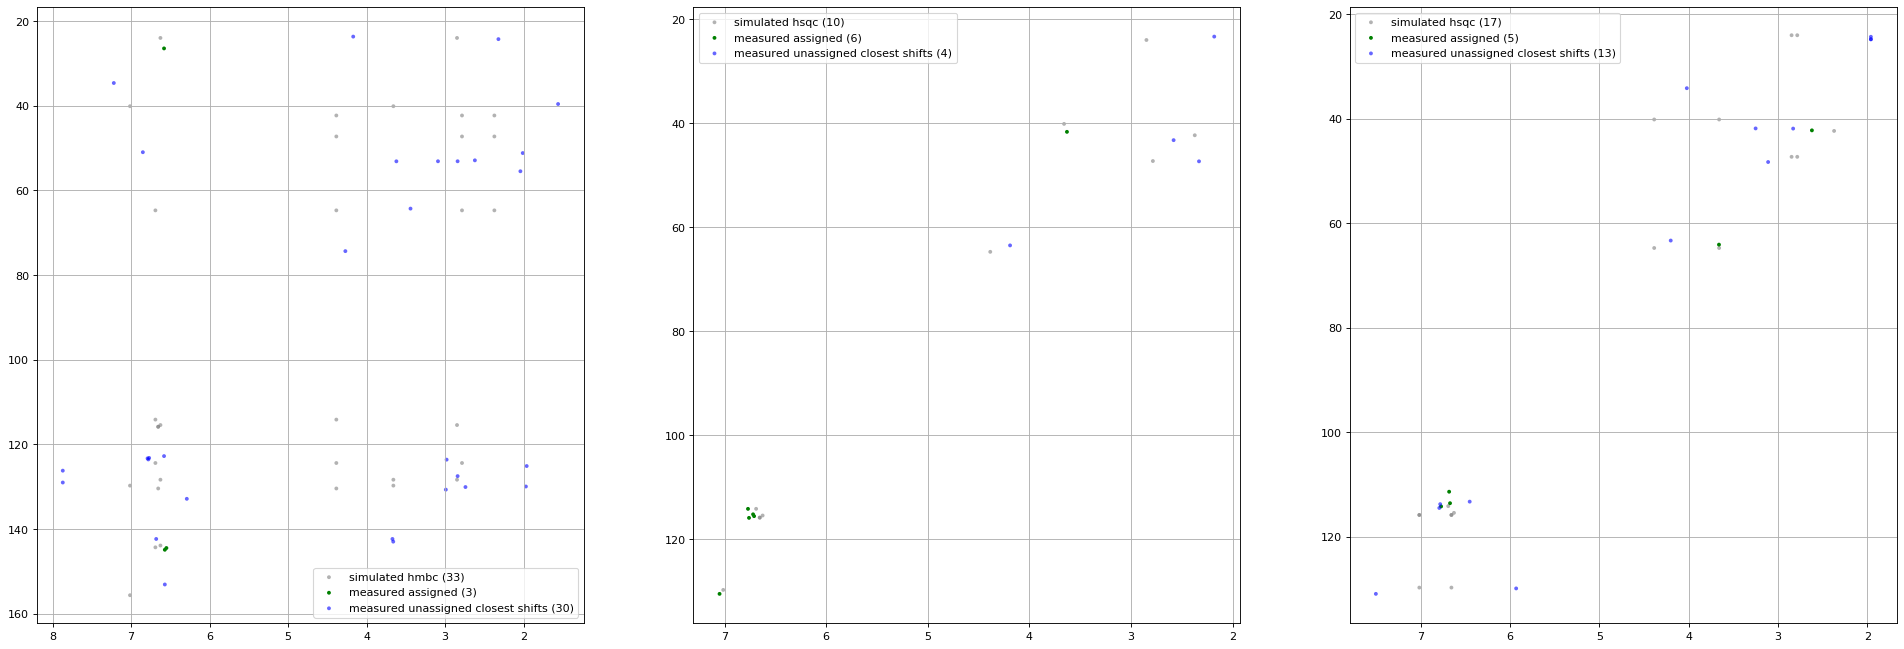 simulated hmbc (33)
measured assigned (3)
measured unassigned closest shifts (30)
20
40
60
80
100
120
140
160
8 7 6 5 4 3 2
simulated hsqc (10)
measured assigned (6)
measured unassigned closest shifts (4)
20
40
60
80
100
120
7 6 5 4 3 2
simulated hsqc (17)
measured assigned (5)
measured unassigned closest shifts (13)
20
40
60
80
100
120
7 6 5 4 3 2